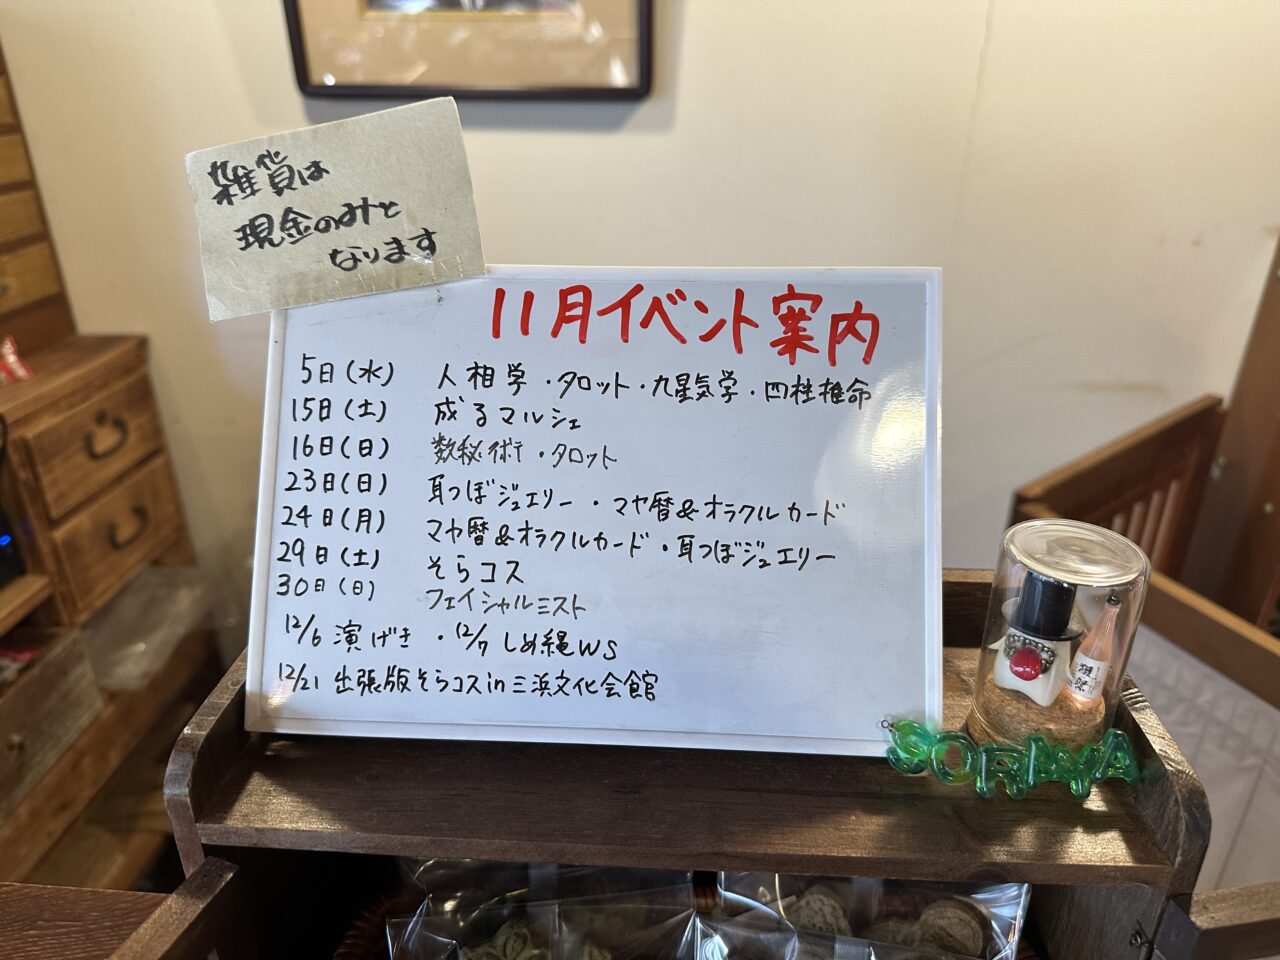 雑貨は
現金のみと
なります
11月イベント案内
5日(水) 人相学・タロット・九星気学・四柱推命
15日(土) 成るマルシェ
16日(日) 数秘術・タロット
23日(日) 耳つぼジュエリー・マヤ暦&オラクルカード
24日(月) マヤ暦&オラクルカード・耳つぼジュエリー
29日(土) そらコス
30日(日) フェイシャルミスト
12/6 演げき・12/7 しめ縄WS
12/21 出張版そらコスin三浜文化会館